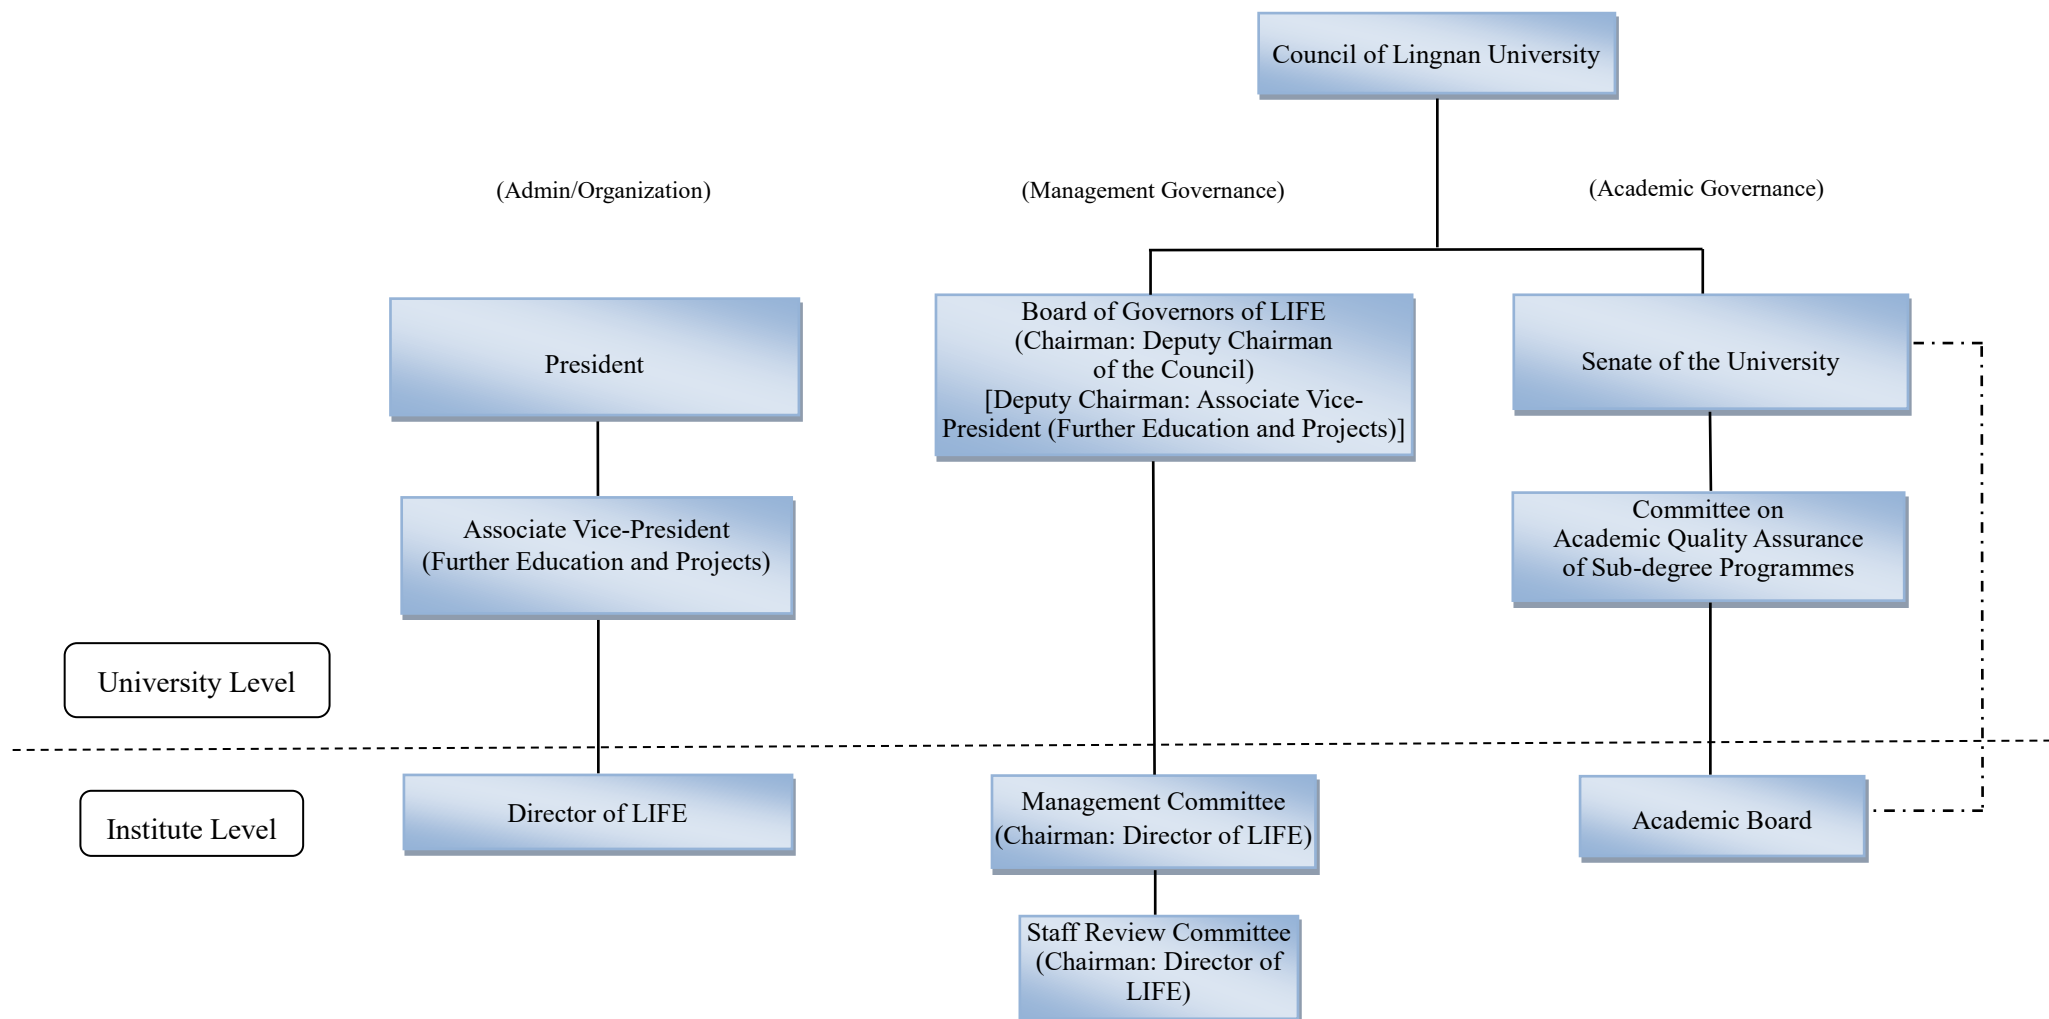 Council of Lingnan University
(Admin/Organization)
(Management Governance)
(Academic Governance)
President
Board of Governors of LIFE
(Chairman: Deputy Chairman
of the Council)
[Deputy Chairman: Associate Vice-
President (Further Education and Projects)]
Senate of the University
Associate Vice-President
(Further Education and Projects)
Committee on
Academic Quality Assurance
of Sub-degree Programmes
University Level
Institute Level
Director of LIFE
Management Committee
(Chairman: Director of LIFE)
Academic Board
Staff Review Committee
(Chairman: Director of
LIFE)